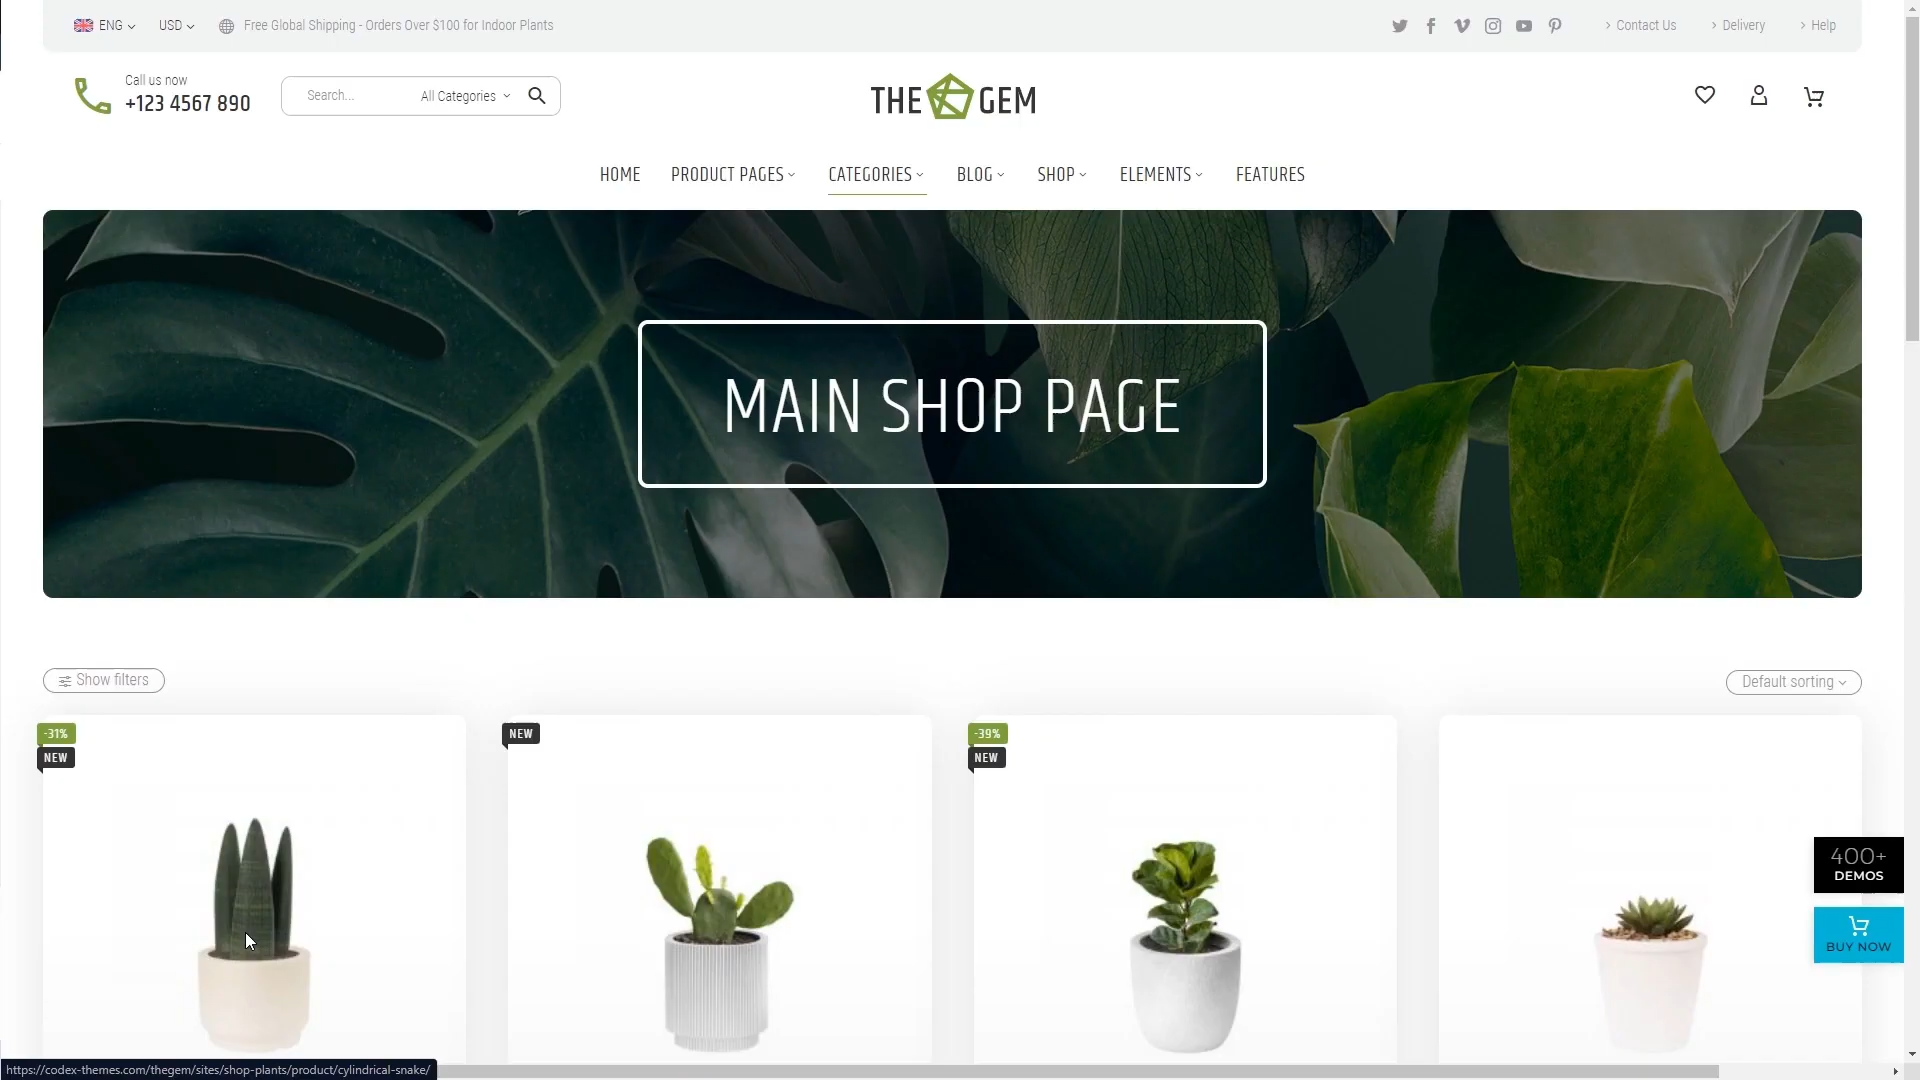 ENG USD Free Global Shipping - Orders Over $100 for Indoor Plants Contact Us Delivery Help
Call us now
+123 4567 890
Search... All Categories
THE GEM
HOME PRODUCT PAGES CATEGORIES BLOG SHOP ELEMENTS FEATURES
MAIN SHOP PAGE
Show filters
Default sorting
-31%
NEW
NEW
-39%
NEW
400+
DEMOS
BUY NOW
https://codex-themes.com/thegem/sites/shop-plants/product/cylindrical-snake/